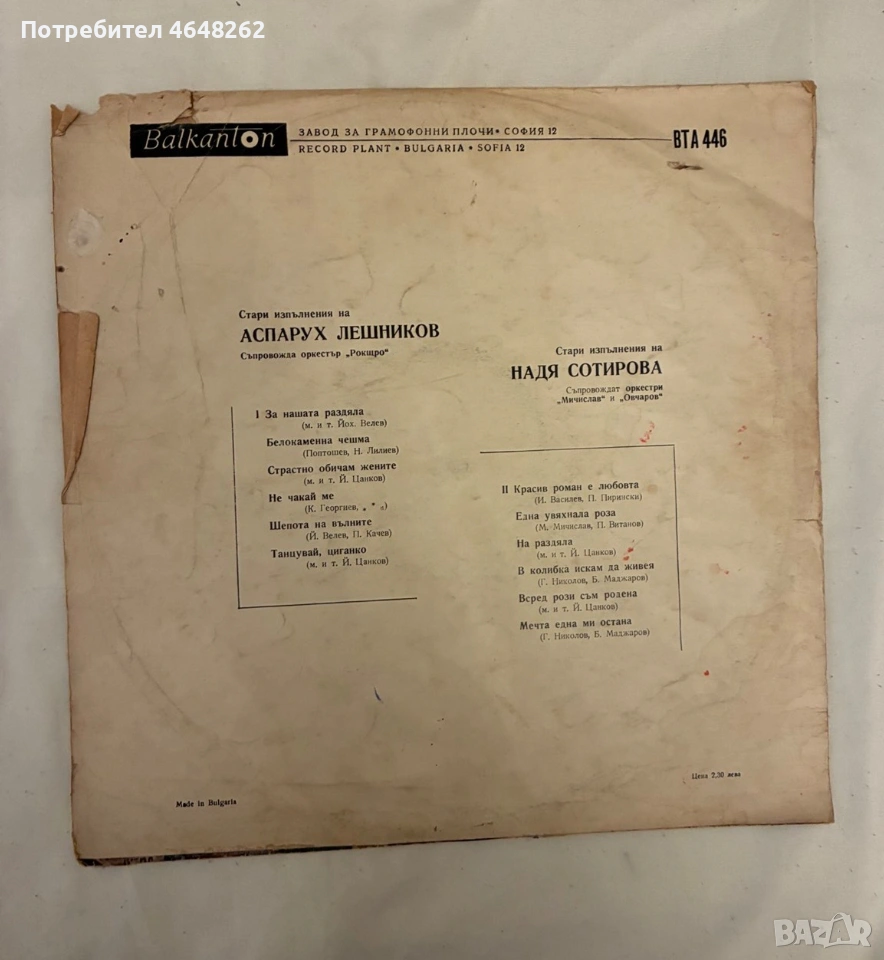 Потребител 4648262
Balkanton
ЗАВОД ЗА ГРАМОФОННИ ПЛОЧИ • СОФИЯ 12
RECORD PLANT • BULGARIA • SOFIA 12
ВТА 446
Стари изпълнения на
АСПАРУХ ЛЕШНИКОВ
Съпровожда оркестър „Рокщро“
I За нашата раздяла
(м. и т. Йох. Велев)
Белокаменна чешма
(Поптошев, Н. Лилиев)
Страстно обичам жените
(м. и т. Й. Цанков)
Не чакай ме
(К. Георгиев, „ “ „)
Шепота на вълните
(Й. Велев, П. Качев)
Танцувай, циганко
(м. и т. Й. Цанков)
Стари изпълнения на
НАДЯ СОТИРОВА
Съпровождат оркестри
„Мичислав“ и „Овчаров“
II Красив роман е любовта
(И. Василев, П. Пирински)
Една увяхнала роза
(М. Мичислав, П. Витанов)
На раздяла
(м. и т. Й. Цанков)
В колибка искам да живея
(Г. Николов, Б. Маджаров)
Всред рози съм родена
(м. и т. Й. Цанков)
Мечта една ми остана
(Г. Николов, Б. Маджаров)
Made in Bulgaria
Цена 2,30 лева
BAZAR